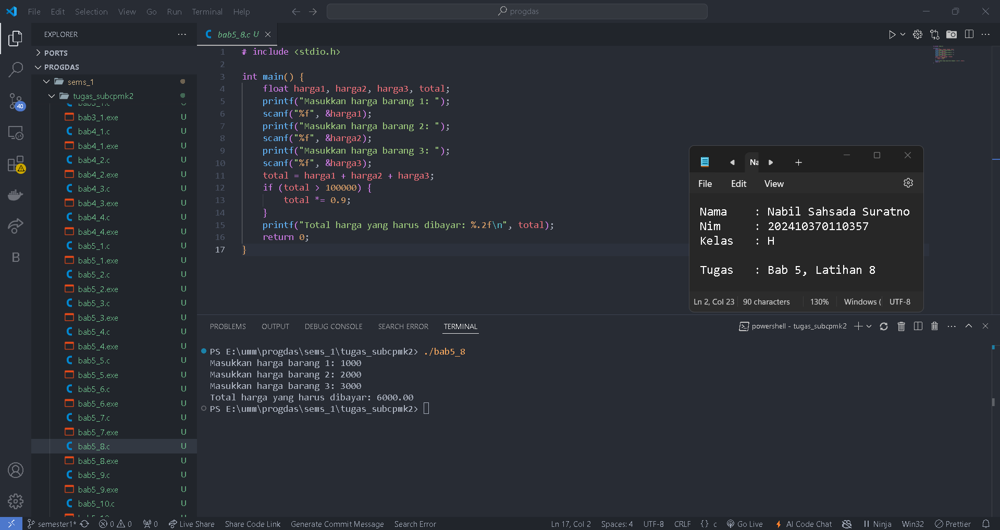 File Edit Selection View Go Run Terminal Help
progdas
EXPLORER
PORTS
PROGDAS
sems_1
tugas_subcpmk2
bab3_1.c U
bab3_1.exe U
bab4_1.c U
bab4_1.exe U
bab4_2.c U
bab4_2.exe U
bab4_3.c U
bab4_3.exe U
bab4_4.c U
bab4_4.exe U
bab5_1.c U
bab5_1.exe U
bab5_2.c U
bab5_2.exe U
bab5_3.c U
bab5_3.exe U
bab5_4.c U
bab5_4.exe U
bab5_5.c U
bab5_5.exe U
bab5_6.c U
bab5_6.exe U
bab5_7.c U
bab5_7.exe U
bab5_8.c U
bab5_8.exe U
bab5_9.c U
bab5_9.exe U
bab5_10.c U
40
B
bab5_8.c U
1 # include <stdio.h>
2
3 int main() {
4 float harga1, harga2, harga3, total;
5 printf("Masukkan harga barang 1: ");
6 scanf("%f", &harga1);
7 printf("Masukkan harga barang 2: ");
8 scanf("%f", &harga2);
9 printf("Masukkan harga barang 3: ");
10 scanf("%f", &harga3);
11 total = harga1 + harga2 + harga3;
12 if (total > 100000) {
13 total *= 0.9;
14 }
15 printf("Total harga yang harus dibayar: %.2f\n", total);
16 return 0;
17 }
Na
File Edit View
Nama : Nabil Sahsada Suratno
Nim : 202410370110357
Kelas : H
Tugas : Bab 5, Latihan 8
Ln 2, Col 23 90 characters 130% Windows ( UTF-8
PROBLEMS OUTPUT DEBUG CONSOLE SEARCH ERROR TERMINAL
powershell - tugas_subcpmk2
PS E:\umm\progdas\sems_1\tugas_subcpmk2> ./bab5_8
Masukkan harga barang 1: 1000
Masukkan harga barang 2: 2000
Masukkan harga barang 3: 3000
Total harga yang harus dibayar: 6000.00
PS E:\umm\progdas\sems_1\tugas_subcpmk2>
semester1* 0 0 0 Live Share Share Code Link Generate Commit Message Search Error
Ln 17, Col 2 Spaces: 4 UTF-8 CRLF {} c Go Live AI Code Chat Ninja Win32 Prettier